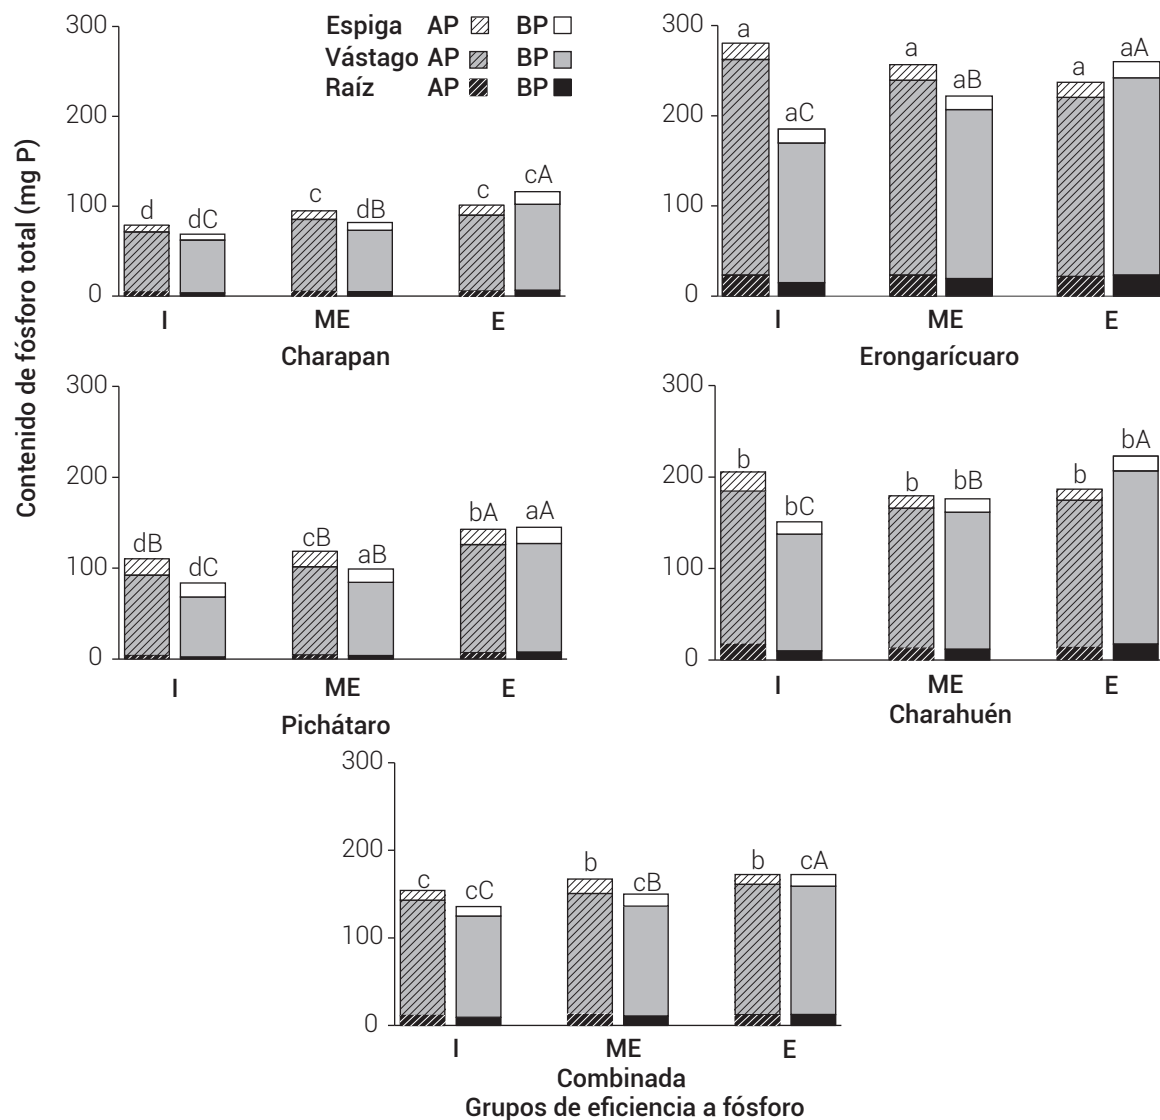 Contenido de fósforo total (mg P)
Espiga AP BP
Vástago AP BP
Raíz AP BP
300
200
100
0
d dC c dB c cA
I ME E
Charapan
300
200
100
0
a aC a aB a aA
I ME E
Erongarícuaro
300
200
100
0
dB dC cB aB bA aA
I ME E
Pichátaro
300
200
100
0
b bC b bB b bA
I ME E
Charahuén
300
200
100
0
c cC b cB b cA
I ME E
Combinada
Grupos de eficiencia a fósforo